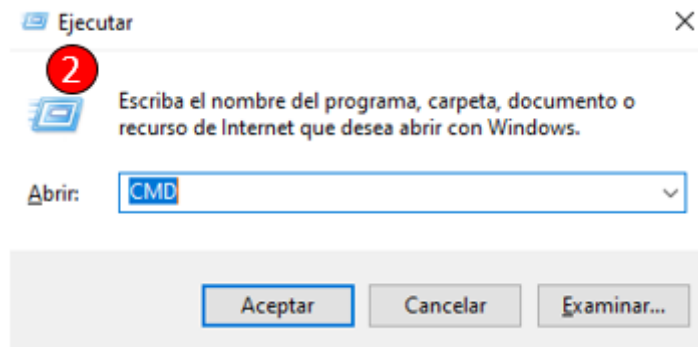 Ejecutar
2
Escriba el nombre del programa, carpeta, documento o
recurso de Internet que desea abrir con Windows.
Abrir: CMD
Aceptar Cancelar Examinar...